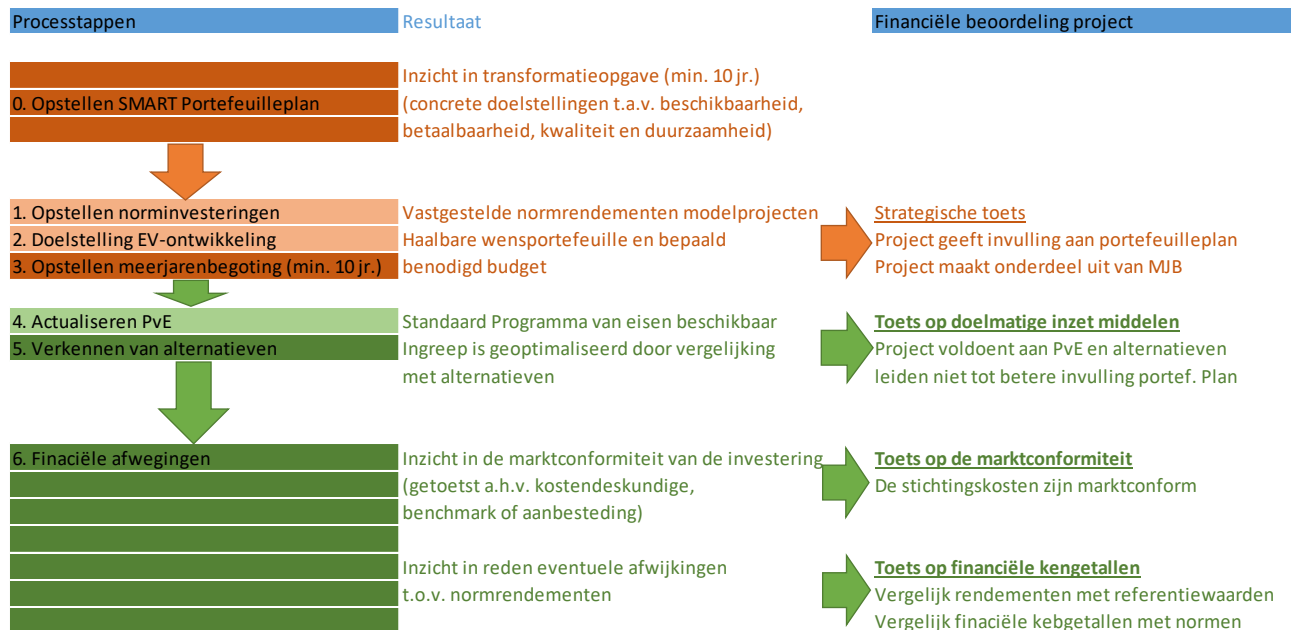 Processtappen
Resultaat
Financiële beoordeling project
0. Opstellen SMART Portefeuilleplan
Inzicht in transformatieopgave (min. 10 jr.)
(concrete doelstellingen t.a.v. beschikbaarheid,
betaalbaarheid, kwaliteit en duurzaamheid)
1. Opstellen norminvesteringen
2. Doelstelling EV-ontwikkeling
3. Opstellen meerjarenbegoting (min. 10 jr.)
Vastgestelde normrendementen modelprojecten
Haalbare wensportefeuille en bepaald
benodigd budget
Strategische toets
Project geeft invulling aan portefeuilleplan
Project maakt onderdeel uit van MJB
4. Actualiseren PvE
5. Verkennen van alternatieven
Standaard Programma van eisen beschikbaar
Ingreep is geoptimaliseerd door vergelijking
met alternatieven
Toets op doelmatige inzet middelen
Project voldoent aan PvE en alternatieven
leiden niet tot betere invulling portef. Plan
6. Finaciële afwegingen
Inzicht in de marktconformiteit van de investering
(getoetst a.h.v. kostendeskundige,
benchmark of aanbesteding)
Toets op de marktconformiteit
De stichtingskosten zijn marktconform
Inzicht in reden eventuele afwijkingen
t.o.v. normrendementen
Toets op financiële kengetallen
Vergelijk rendementen met referentiewaarden
Vergelijk finaciële kebgetallen met normen